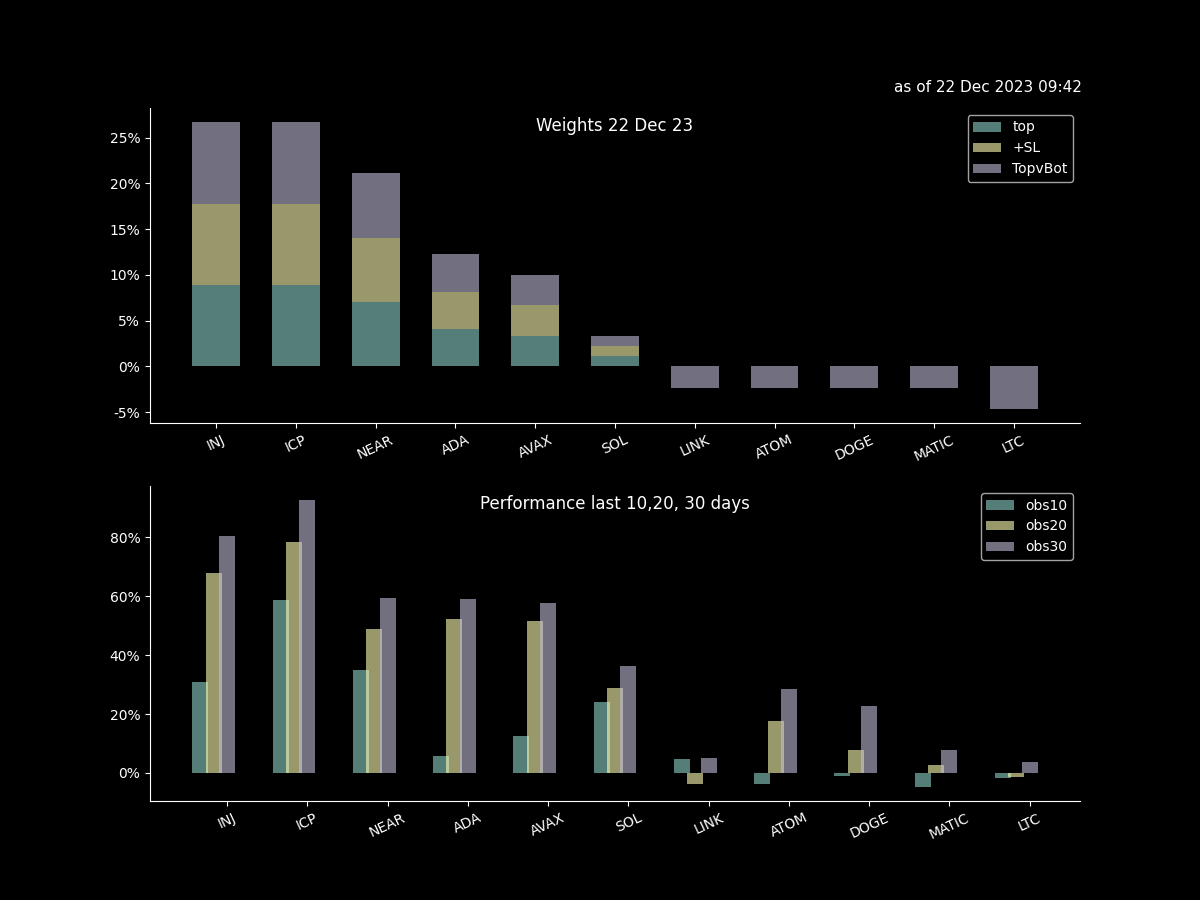 as of 22 Dec 2023 09:42
Weights 22 Dec 23
top
+SL
TopvBot
25%
20%
15%
10%
5%
0%
-5%
INJ ICP NEAR ADA AVAX SOL LINK ATOM DOGE MATIC LTC
Performance last 10,20, 30 days
obs10
obs20
obs30
80%
60%
40%
20%
0%
INJ ICP NEAR ADA AVAX SOL LINK ATOM DOGE MATIC LTC